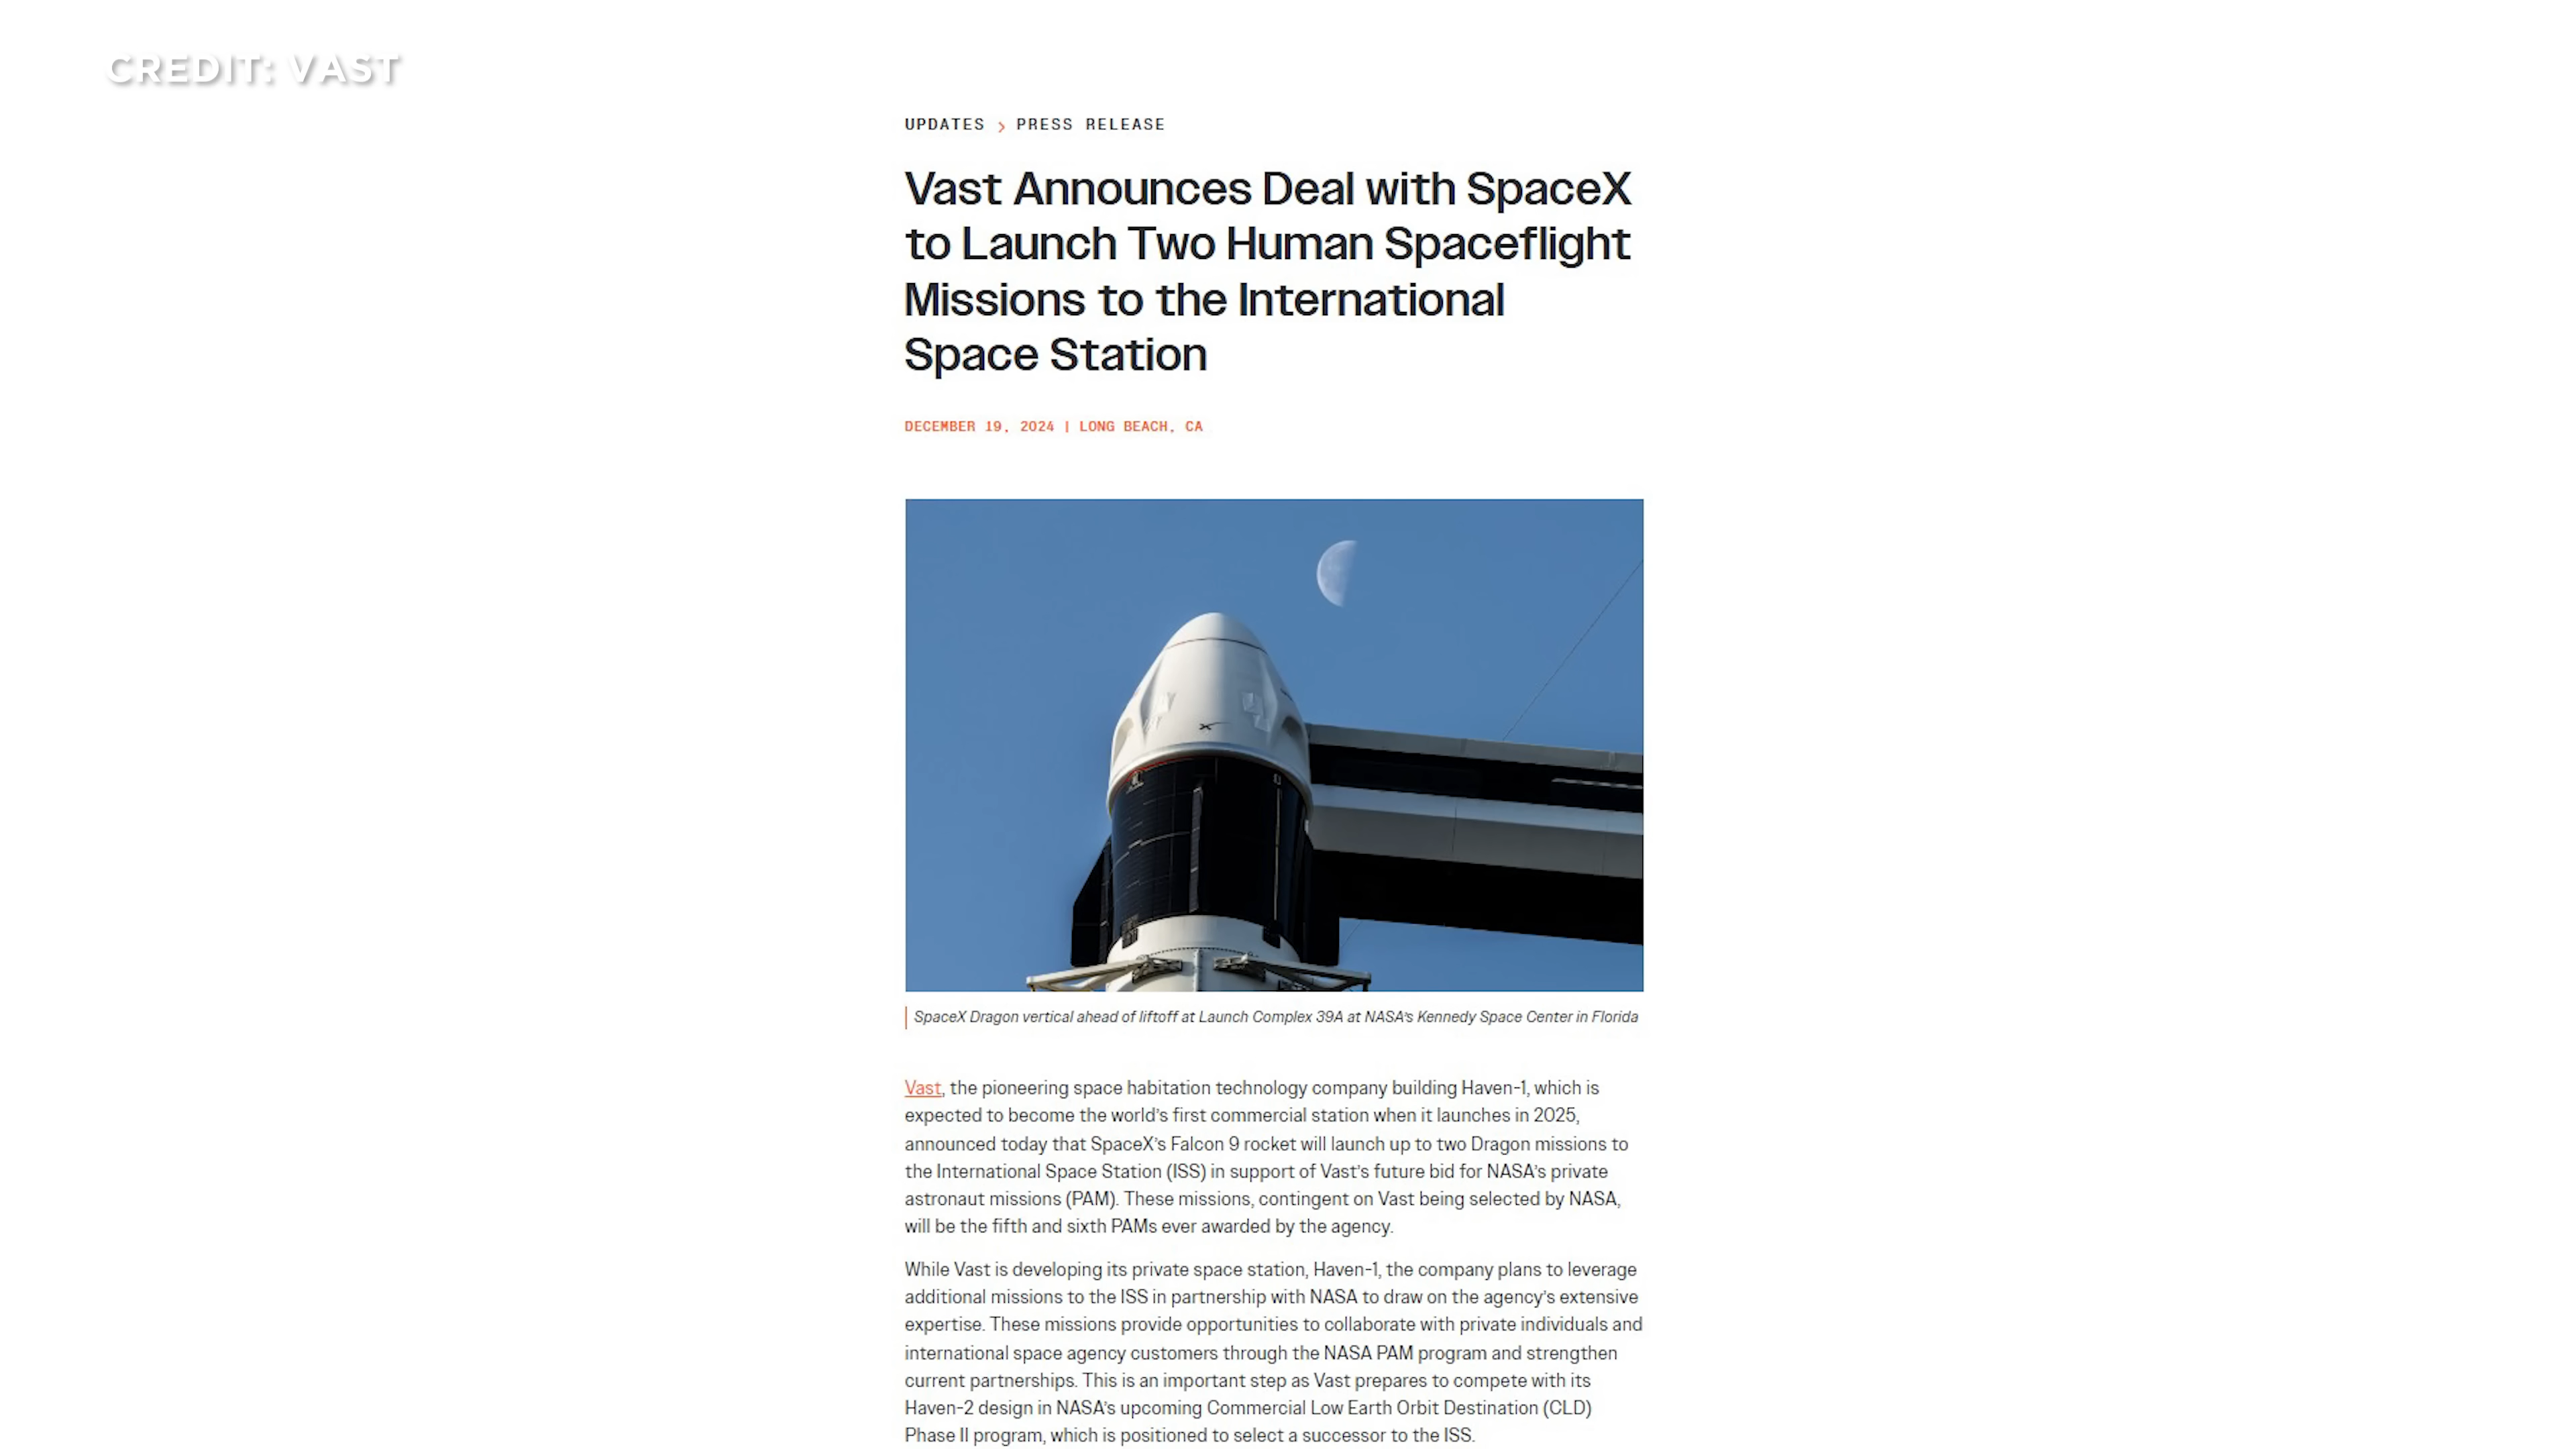 CREDIT: VAST
UPDATES > PRESS RELEASE
Vast Announces Deal with SpaceX
to Launch Two Human Spaceflight
Missions to the International
Space Station
DECEMBER 19, 2024 | LONG BEACH, CA
SpaceX Dragon vertical ahead of liftoff at Launch Complex 39A at NASA's Kennedy Space Center in Florida
Vast, the pioneering space habitation technology company building Haven-1, which is
expected to become the world's first commercial station when it launches in 2025,
announced today that SpaceX's Falcon 9 rocket will launch up to two Dragon missions to
the International Space Station (ISS) in support of Vast's future bid for NASA's private
astronaut missions (PAM). These missions, contingent on Vast being selected by NASA,
will be the fifth and sixth PAMs ever awarded by the agency.
While Vast is developing its private space station, Haven-1, the company plans to leverage
additional missions to the ISS in partnership with NASA to draw on the agency's extensive
expertise. These missions provide opportunities to collaborate with private individuals and
international space agency customers through the NASA PAM program and strengthen
current partnerships. This is an important step as Vast prepares to compete with its
Haven-2 design in NASA's upcoming Commercial Low Earth Orbit Destination (CLD)
Phase II program, which is positioned to select a successor to the ISS.